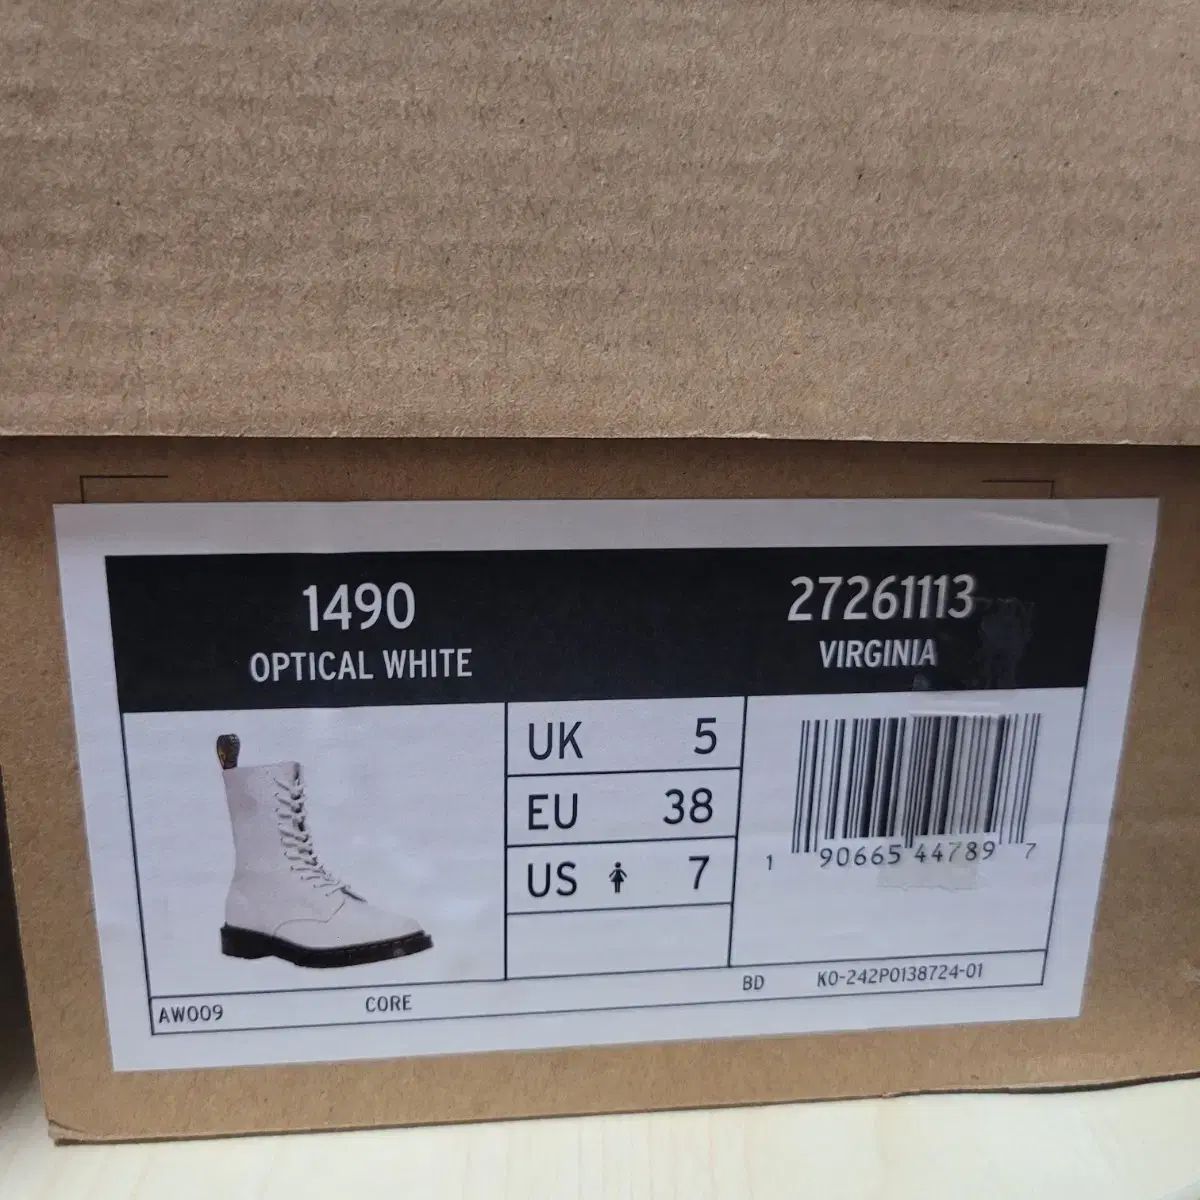 1490
OPTICAL WHITE
27261113
VIRGINIA
UK 5
EU 38
US 7
1 90665 44789 7
AW009
CORE
BD
K0-242P0138724-01